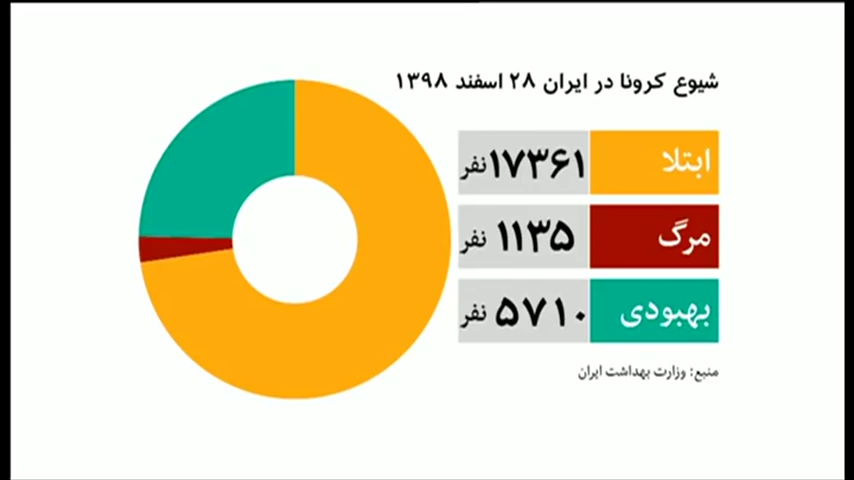 شیوع کرونا در ایران ۲۸ اسفند ۱۳۹۸
ابتلا ۱۷۳۶۱ نفر
مرگ ۱۱۳۵ نفر
بهبودی ۵۷۱۰ نفر
منبع: وزارت بهداشت ایران